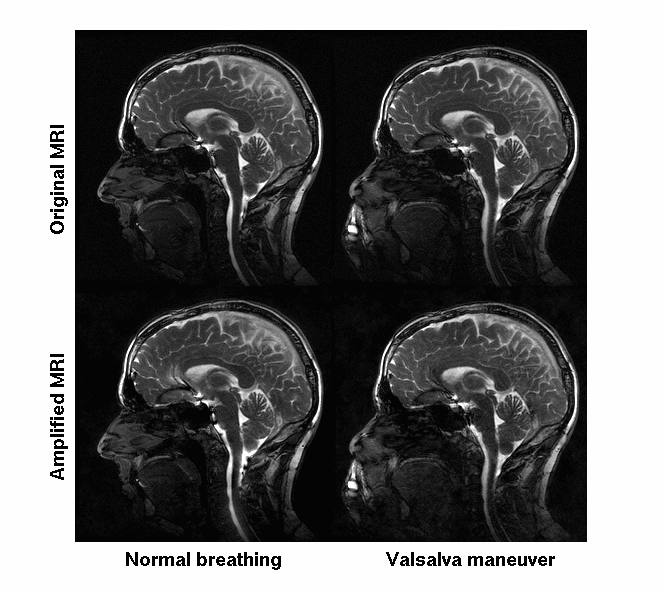 Original MRI
Amplified MRI
Normal breathing
Valsalva maneuver